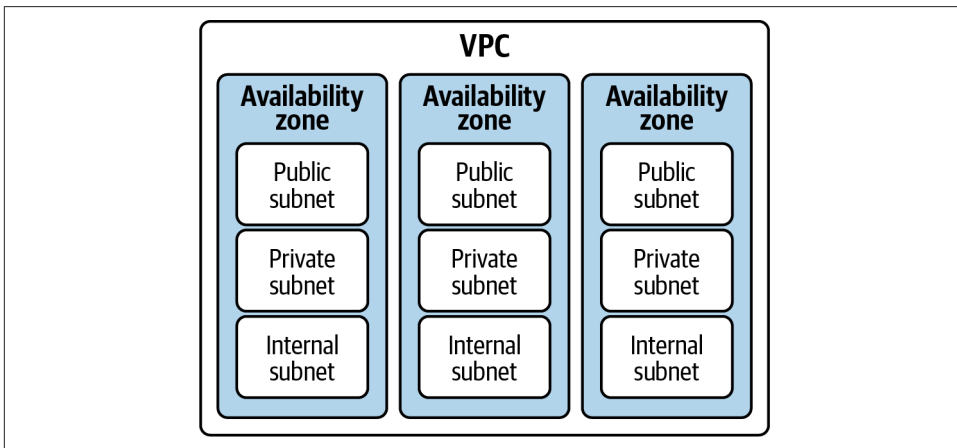 VPC
Availability
zone
Public
subnet
Private
subnet
Internal
subnet
Availability
zone
Public
subnet
Private
subnet
Internal
subnet
Availability
zone
Public
subnet
Private
subnet
Internal
subnet